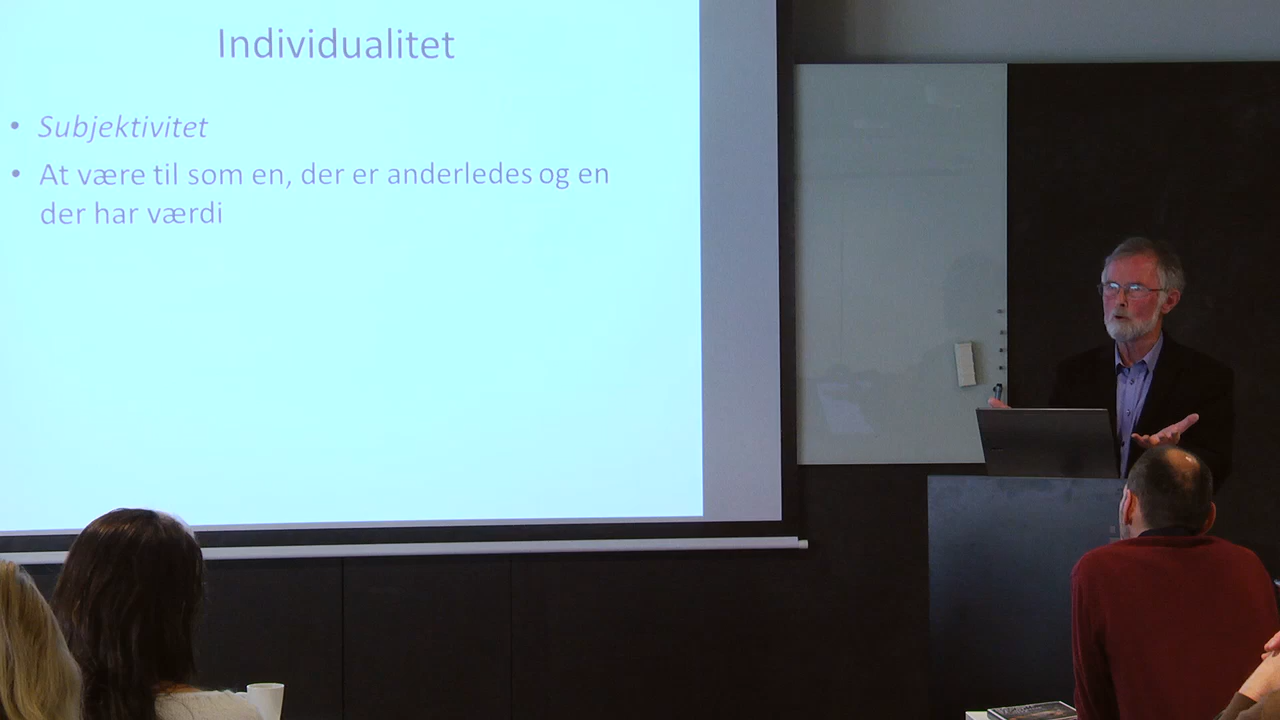 Individualitet
• Subjektivitet
• At være til som en, der er anderledes og en
der har værdi